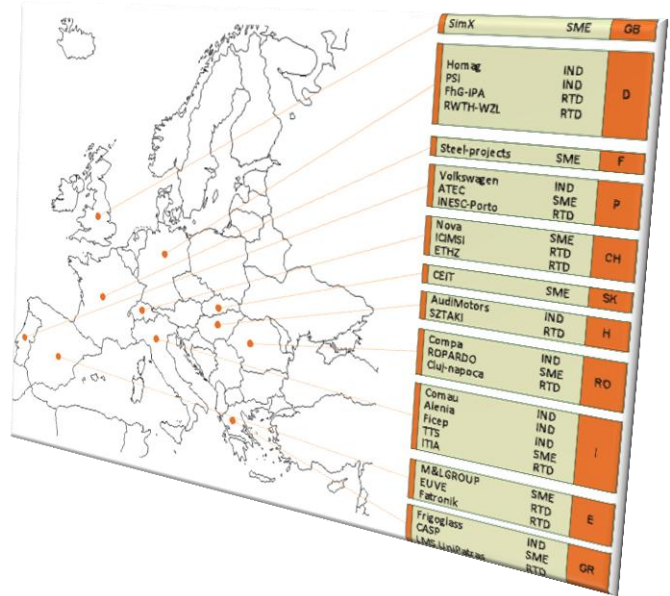 SimX SME GB
Homag IND
PSI IND
FhG-IPA RTD
RWTH-WZL RTD
D
Steel-projects SME F
Volkswagen IND
ATEC SME
INESC-Porto RTD
P
Nova SME
ICIMSI RTD
ETHZ RTD
CH
CEIT SME SK
AudiMotors IND
SZTAKI RTD
H
Compa IND
ROPARDO SME
Cluj-napoca RTD
RO
Comau IND
Alenia IND
Ficep IND
TTS SME
ITIA RTD
I
M&LGROUP SME
EUVE RTD
Fatronik RTD
E
Frigoglass IND
CASP SME
LMS UniPatras RTD
GR